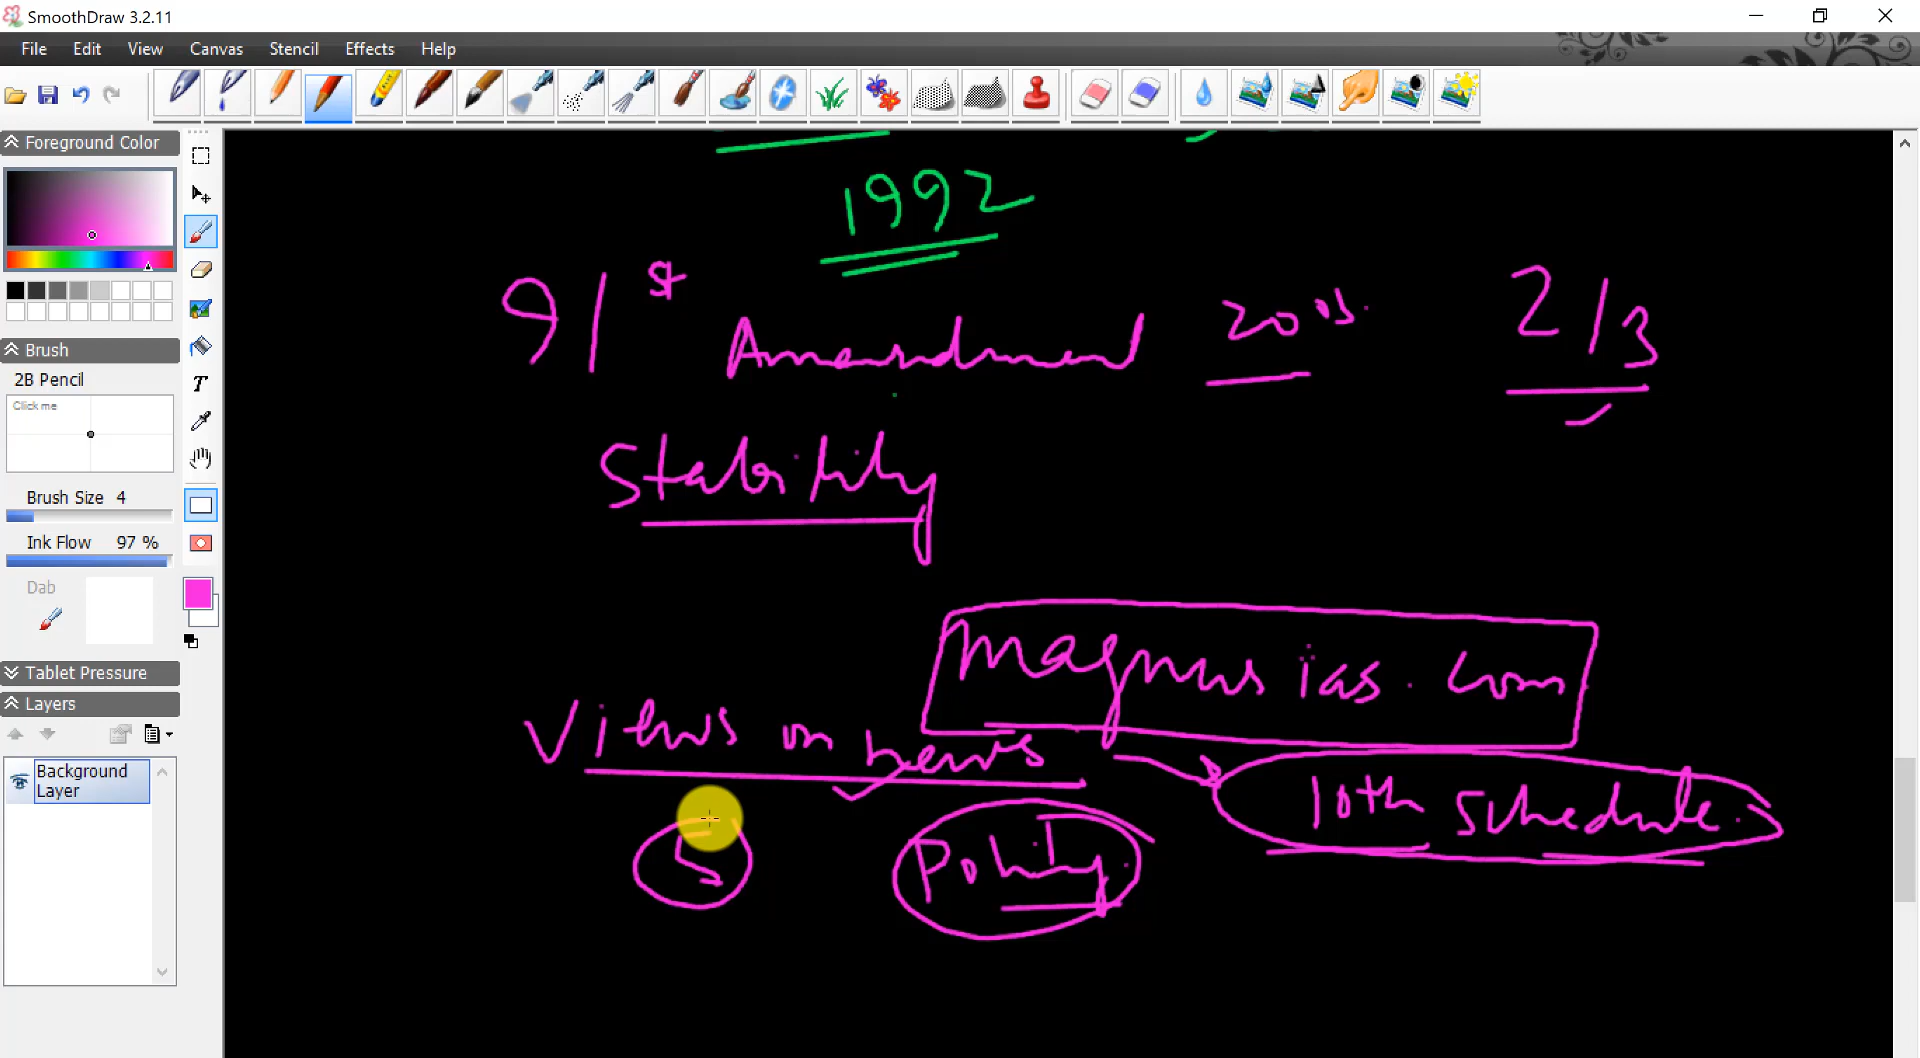 SmoothDraw 3.2.11
File Edit View Canvas Stencil Effects Help
Foreground Color
Brush
2B Pencil
Click me
Brush Size 4
Ink Flow 97 %
Dab
Tablet Pressure
Layers
Background
Layer
1992
91st Amendment 2003. 2/3
Stability
magnus ias.com
Views on news
10th Schedule.
5 Polity